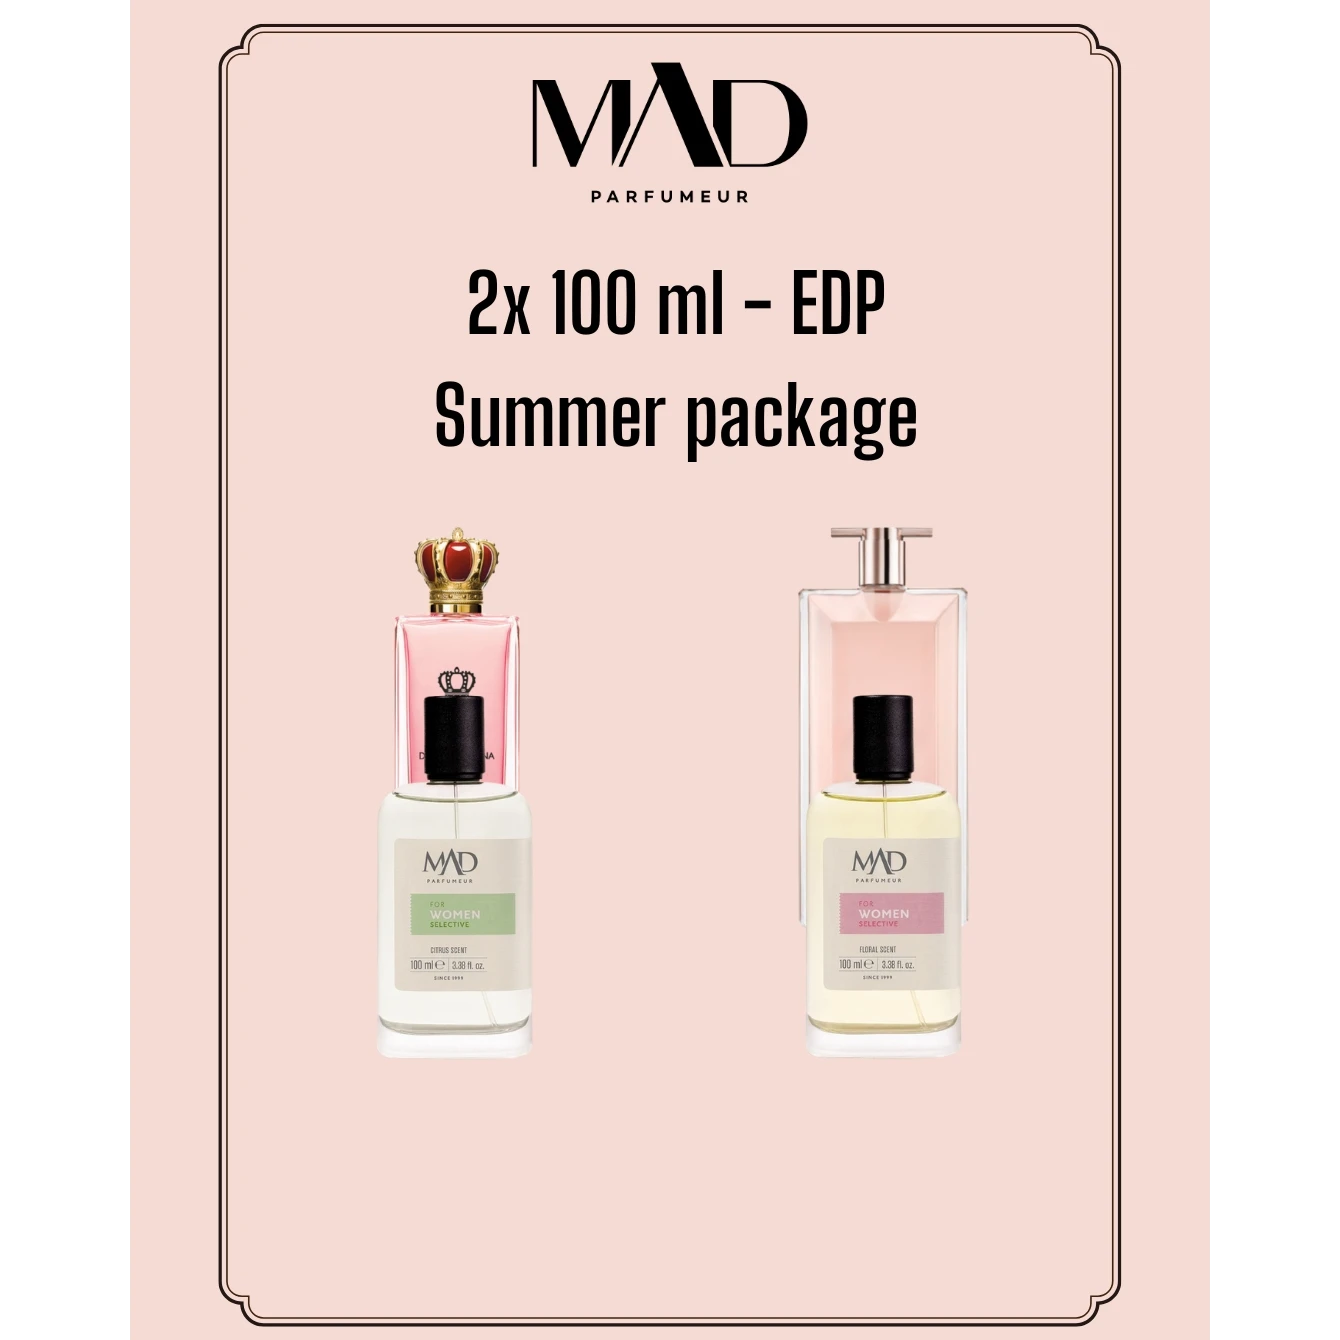 MAD
PARFUMEUR
2x 100 ml - EDP
Summer package
MAD
PARFUMEUR
FOR
WOMEN
SELECTIVE
CITRUS SCENT
100 ml ℮ 3.38 fl. oz.
SINCE 1999
MAD
PARFUMEUR
FOR
WOMEN
SELECTIVE
FLORAL SCENT
100 ml ℮ 3.38 fl. oz.
SINCE 1999